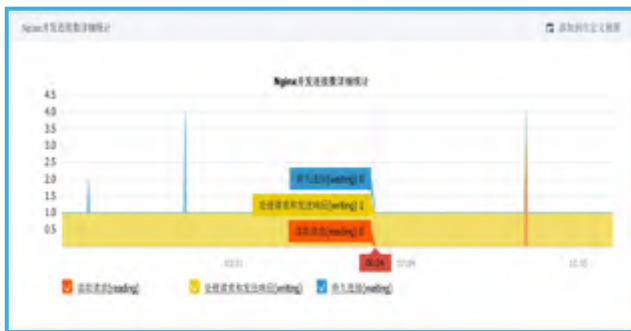 Nginx并发连接数详细统计
添加到自定义视图
Nginx并发连接数详细统计
4.5
4.0
3.5
3.0
2.5
2.0
1.5
1.0
0.5
持久连接(waiting) 0
处理请求和发送响应(writing) 1
读取请求(reading) 0
读取请求(reading)
处理请求和发送响应(writing)
持久连接(waiting)